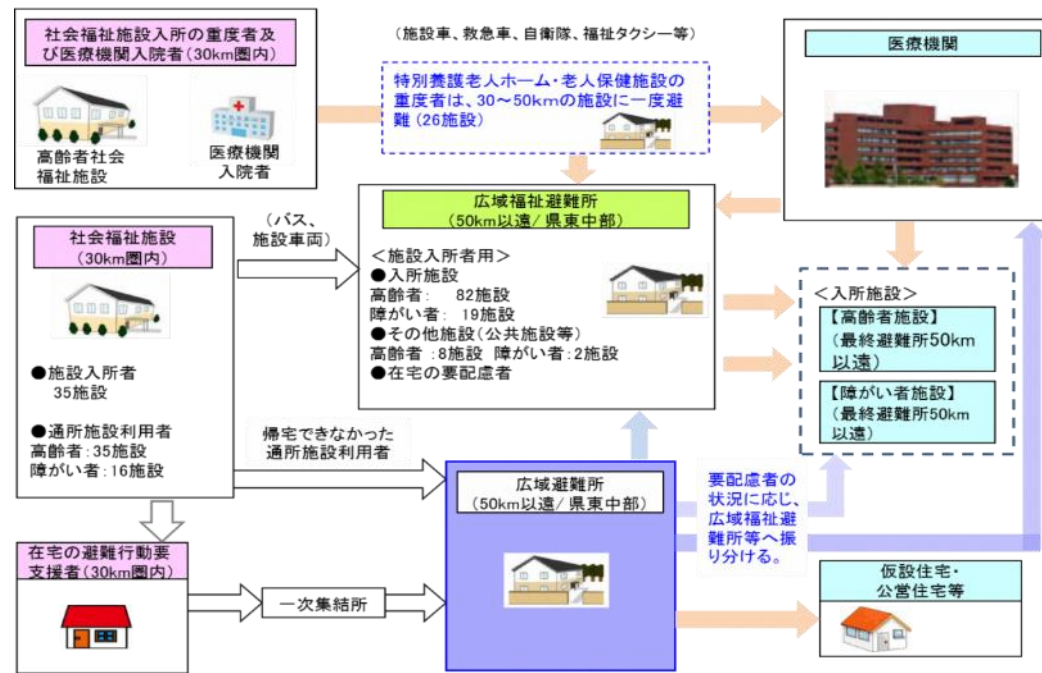 社会福祉施設入所の重度者及
び医療機関入院者(30km圏内)
高齢者社会
福祉施設
医療機関
入院者
(施設車、救急車、自衛隊、福祉タクシー等)
特別養護老人ホーム・老人保健施設の
重度者は、30~50kmの施設に一度避
難(26施設)
医療機関
社会福祉施設
(30km圏内)
●施設入所者
35施設
●通所施設利用者
高齢者:35施設
障がい者:16施設
(バス、
施設車両)
広域福祉避難所
(50km以遠/県東中部)
<施設入所者用>
●入所施設
高齢者: 82施設
障がい者: 19施設
●その他施設(公共施設等)
高齢者:8施設 障がい者:2施設
●在宅の要配慮者
<入所施設>
【高齢者施設】
(最終避難所50km
以遠)
【障がい者施設】
(最終避難所50km
以遠)
帰宅できなかった
通所施設利用者
広域避難所
(50km以遠/県東中部)
要配慮者の
状況に応じ、
広域福祉避
難所等へ振
り分ける。
在宅の避難行動要
支援者(30km圏内)
一次集結所
仮設住宅・
公営住宅等